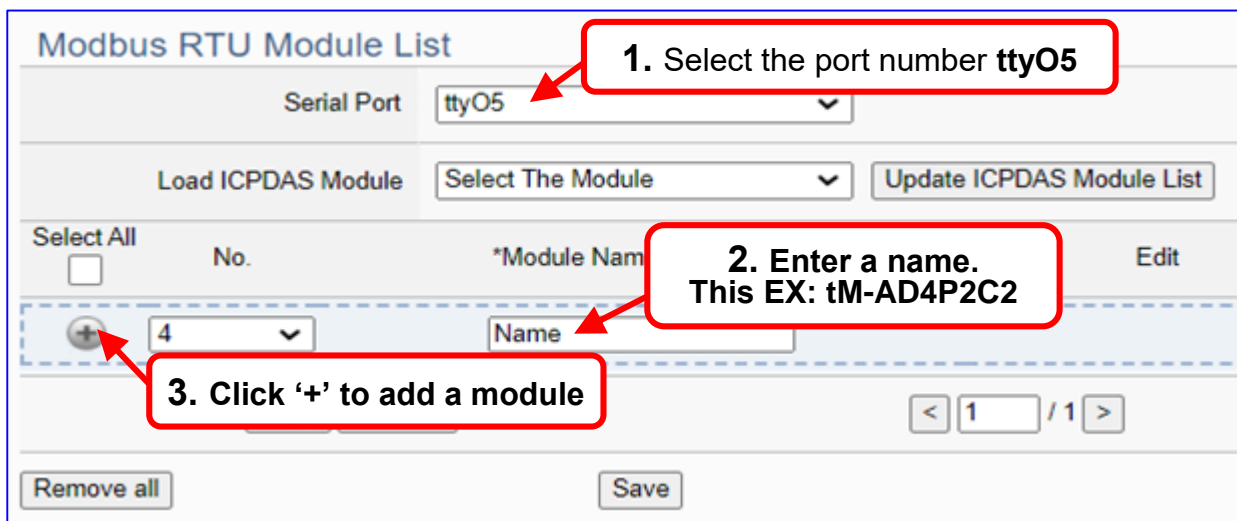 Modbus RTU Module List
1. Select the port number ttyO5
Serial Port
ttyO5
Load ICPDAS Module
Select The Module
Update ICPDAS Module List
Select All
No.
*Module Nam
Edit
2. Enter a name.
This EX: tM-AD4P2C2
4
Name
3. Click ‘+’ to add a module
< 1 / 1 >
Remove all
Save